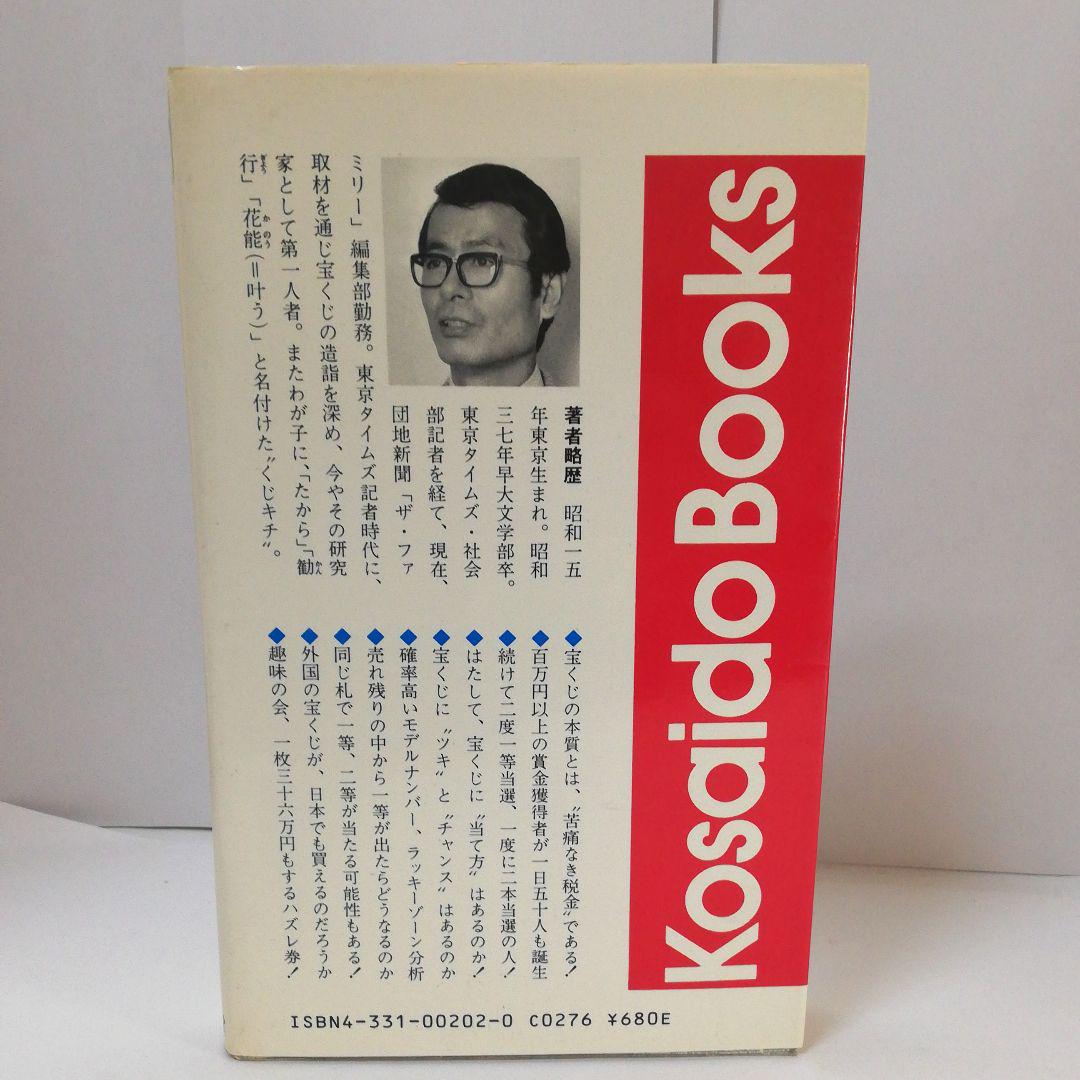 Kosaido Books
著者略歴　昭和一五
年東京生まれ。昭和
三七年早大文学部卒。
東京タイムズ・社会
部記者を経て、現在、
団地新聞「ザ・ファ
ミリー」編集部勤務。東京タイムズ記者時代に、
取材を通じ宝くじの造詣を深め、今やその研究
家として第一人者。またわが子に、「たから」「勧
行」「花能(＝叶う)」と名付けた〝くじキチ〟。
かん
ぎょう
かのう
◆宝くじの本質とは、〝苦痛なき税金〟である！
◆百万円以上の賞金獲得者が一日五十人も誕生
◆続けて二度一等当選、一度に二本当選の人！
◆はたして、宝くじに〝当て方〟はあるのか！
◆宝くじに〝ツキ〟と〝チャンス〟はあるのか
◆確率高いモデルナンバー、ラッキーゾーン分析
◆売れ残りの中から一等が出たらどうなるのか
◆同じ札で一等、二等が当たる可能性もある！
◆外国の宝くじが、日本でも買えるのだろうか
◆趣味の会、一枚三十六万円もするハズレ券！
ISBN4-331-00202-0 C0276 ¥680E